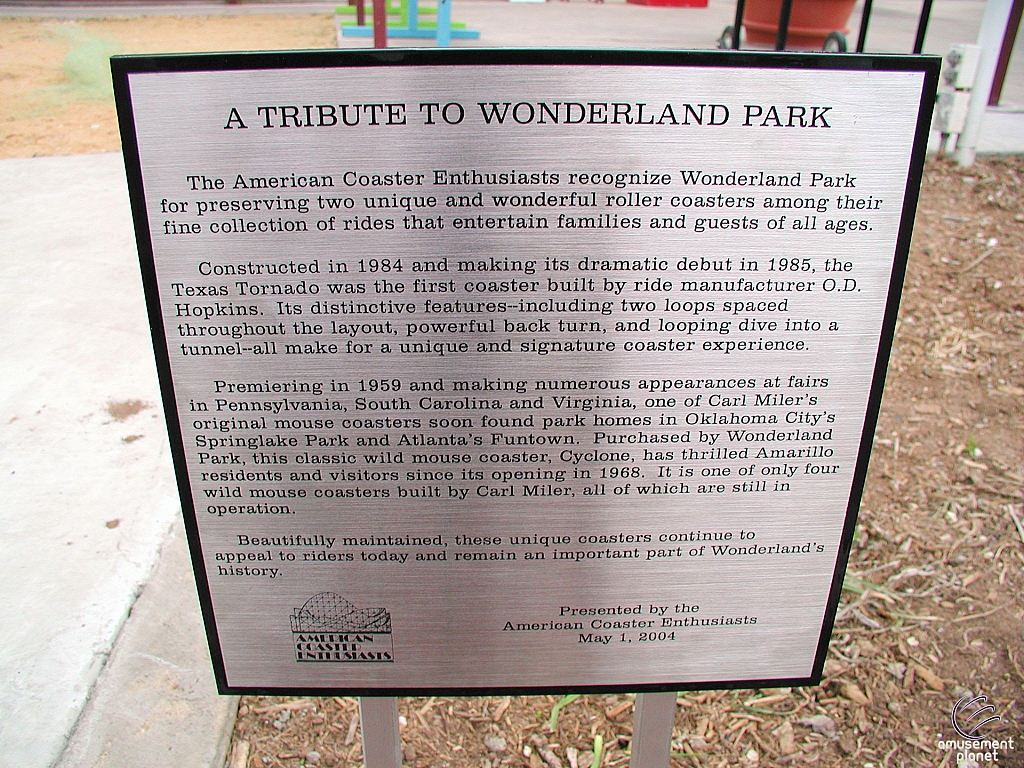 A TRIBUTE TO WONDERLAND PARK
The American Coaster Enthusiasts recognize Wonderland Park
for preserving two unique and wonderful roller coasters among their
fine collection of rides that entertain families and guests of all ages.
Constructed in 1984 and making its dramatic debut in 1985, the
Texas Tornado was the first coaster built by ride manufacturer O.D.
Hopkins. Its distinctive features--including two loops spaced
throughout the layout, powerful back turn, and looping dive into a
tunnel--all make for a unique and signature coaster experience.
Premiering in 1959 and making numerous appearances at fairs
in Pennsylvania, South Carolina and Virginia, one of Carl Miler's
original mouse coasters soon found park homes in Oklahoma City's
Springlake Park and Atlanta's Funtown. Purchased by Wonderland
Park, this classic wild mouse coaster, Cyclone, has thrilled Amarillo
residents and visitors since its opening in 1968. It is one of only four
wild mouse coasters built by Carl Miler, all of which are still in
operation.
Beautifully maintained, these unique coasters continue to
appeal to riders today and remain an important part of Wonderland's
history.
AMERICAN
COASTER
ENTHUSIASTS
Presented by the
American Coaster Enthusiasts
May 1, 2004
amusement
planet